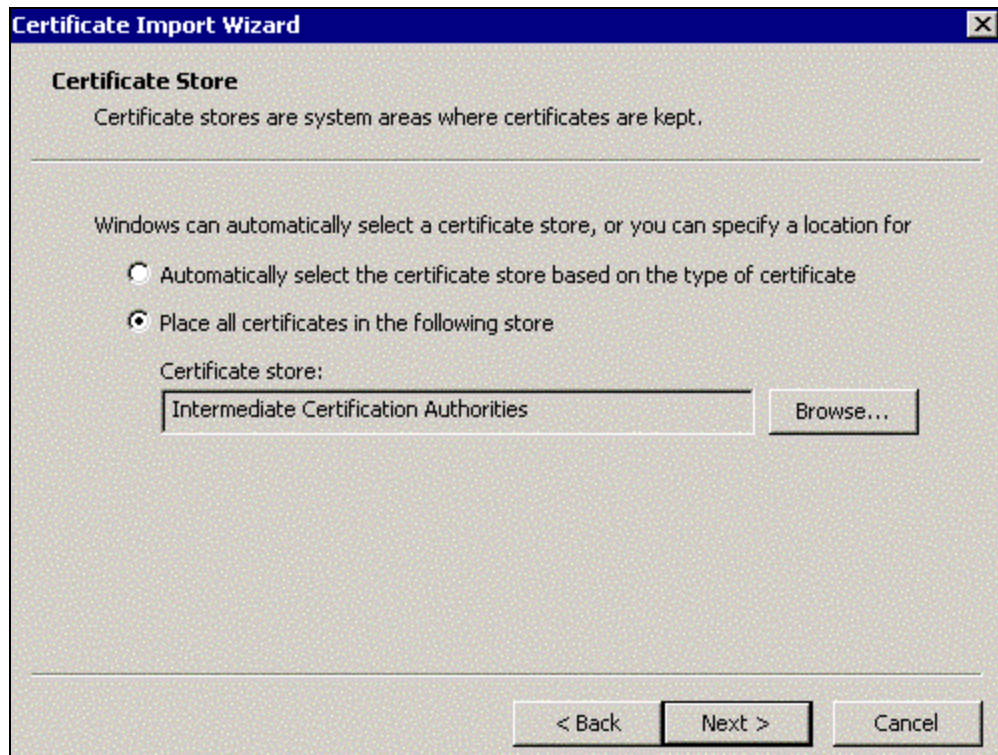 Certificate Import Wizard
Certificate Store
Certificate stores are system areas where certificates are kept.
Windows can automatically select a certificate store, or you can specify a location for
Automatically select the certificate store based on the type of certificate
Place all certificates in the following store
Certificate store:
Intermediate Certification Authorities
Browse...
< Back
Next >
Cancel